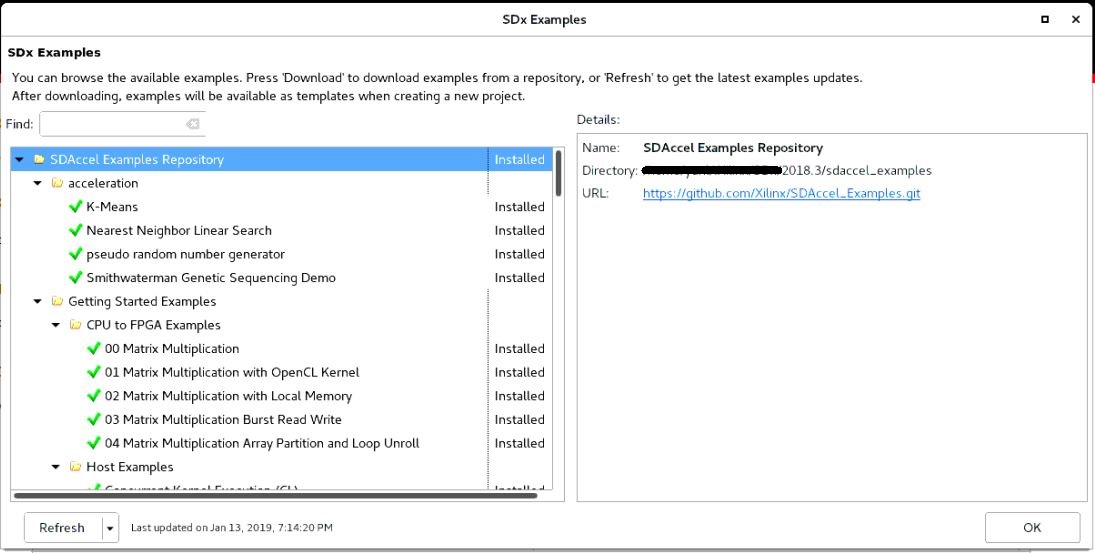 SDx Examples
SDx Examples
You can browse the available examples. Press 'Download' to download examples from a repository, or 'Refresh' to get the latest examples updates.
After downloading, examples will be available as templates when creating a new project.
Find:
SDAccel Examples Repository Installed
acceleration
K-Means Installed
Nearest Neighbor Linear Search Installed
pseudo random number generator Installed
Smithwaterman Genetic Sequencing Demo Installed
Getting Started Examples
CPU to FPGA Examples
00 Matrix Multiplication Installed
01 Matrix Multiplication with OpenCL Kernel Installed
02 Matrix Multiplication with Local Memory Installed
03 Matrix Multiplication Burst Read Write Installed
04 Matrix Multiplication Array Partition and Loop Unroll Installed
Host Examples
Concurrent Kernel Execution (CL) Installed
Details:
Name: SDAccel Examples Repository
Directory: 2018.3/sdaccel_examples
URL: https://github.com/Xilinx/SDAccel_Examples.git
Refresh
Last updated on Jan 13, 2019, 7:14:20 PM
OK